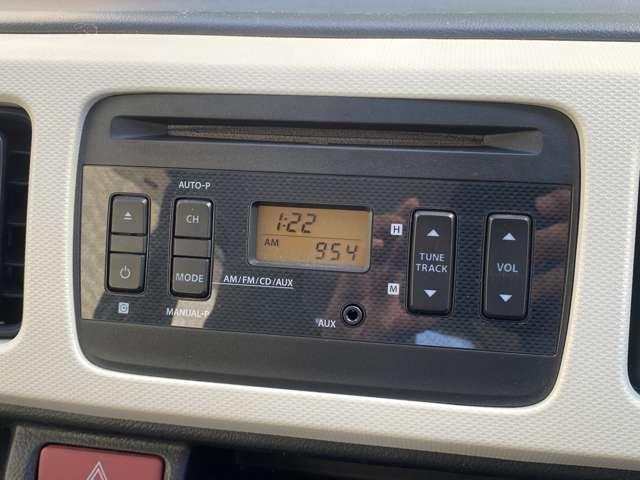 AUTO-P
CH
1:22
AM
954
H
TUNE
TRACK
VOL
MODE
AM/FM/CD/AUX
M
MANUAL-P
AUX